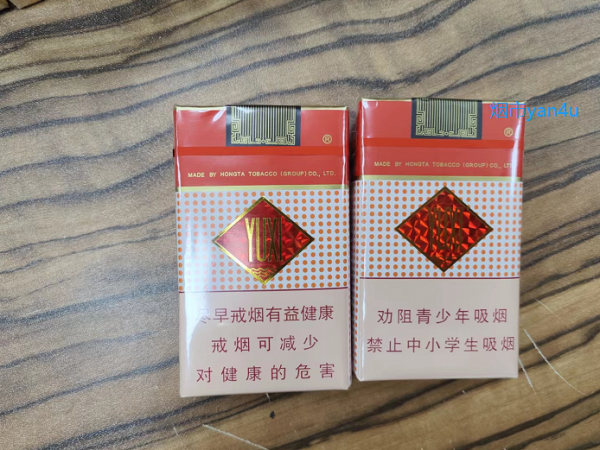 yan4u
®
MADE BY HONGTA TOBACCO (GROUP) CO., LTD.
YUXI
早戒烟有益健康
戒烟可减少
对健康的危害
®
MADE BY HONGTA TOBACCO (GROUP) CO., LTD.
劝阻青少年吸烟
禁止中小学生吸烟